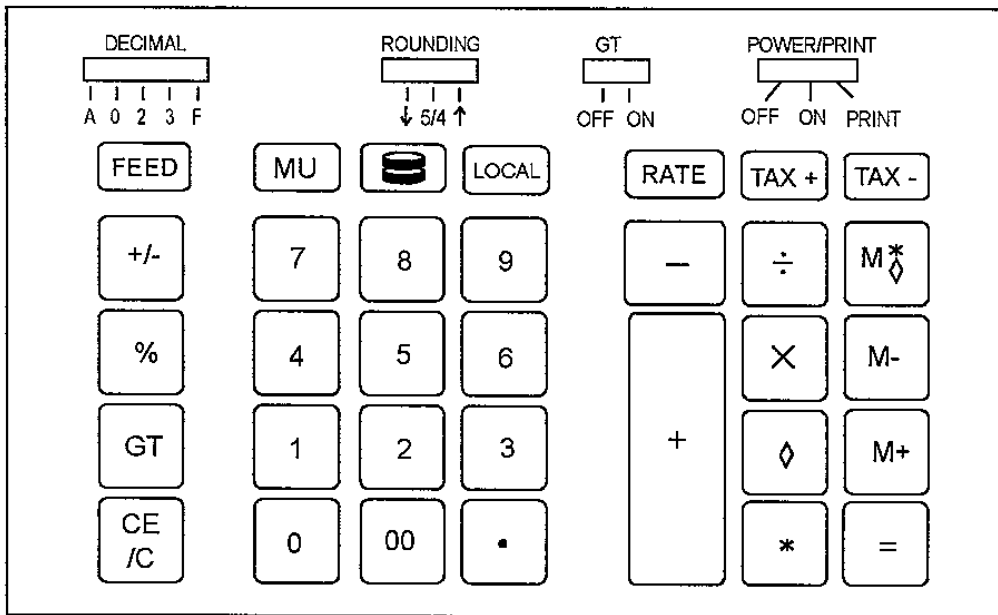 DECIMAL ROUNDING GT POWER/PRINT
A 0 2 3 F ↓ 5/4 ↑ OFF ON OFF ON PRINT
FEED MU LOCAL RATE TAX + TAX -
+/- 7 8 9 — ÷ M*◊
% 4 5 6 × M-
GT 1 2 3 + ◊ M+
CE
/C 0 00 • * =